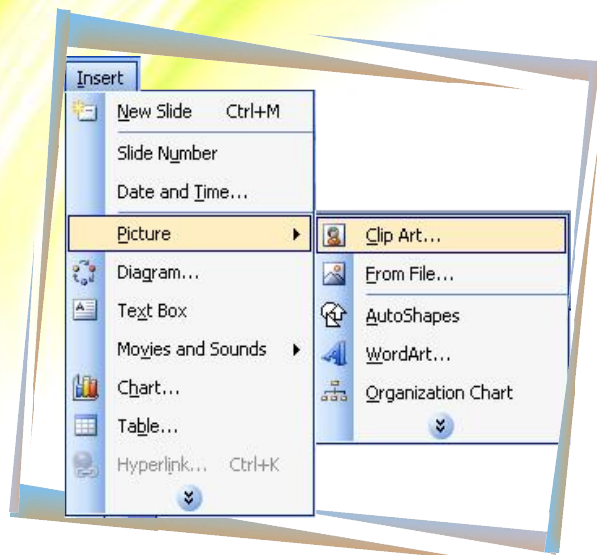 Insert
New Slide Ctrl+M
Slide Number
Date and Time...
Picture
Diagram...
Text Box
Movies and Sounds
Chart...
Table...
Hyperlink... Ctrl+K
Clip Art...
From File...
AutoShapes
WordArt...
Organization Chart